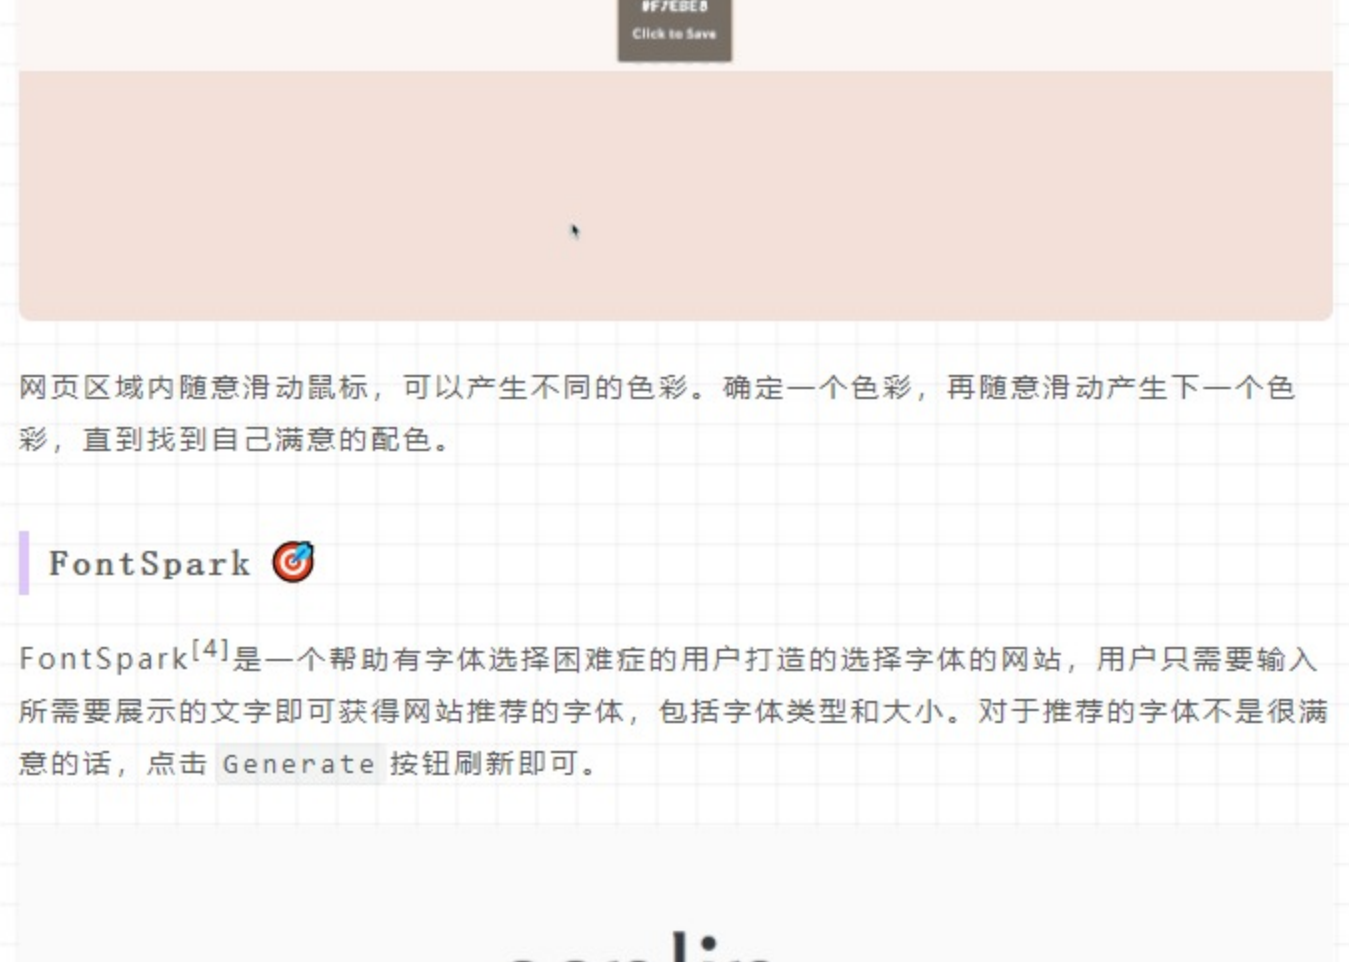 #F7EBE8
Click to Save
网页区域内随意滑动鼠标，可以产生不同的色彩。确定一个色彩，再随意滑动产生下一个色
彩，直到找到自己满意的配色。
FontSpark
FontSpark[4]是一个帮助有字体选择困难症的用户打造的选择字体的网站，用户只需要输入
所需要展示的文字即可获得网站推荐的字体，包括字体类型和大小。对于推荐的字体不是很满
意的话，点击 Generate 按钮刷新即可。